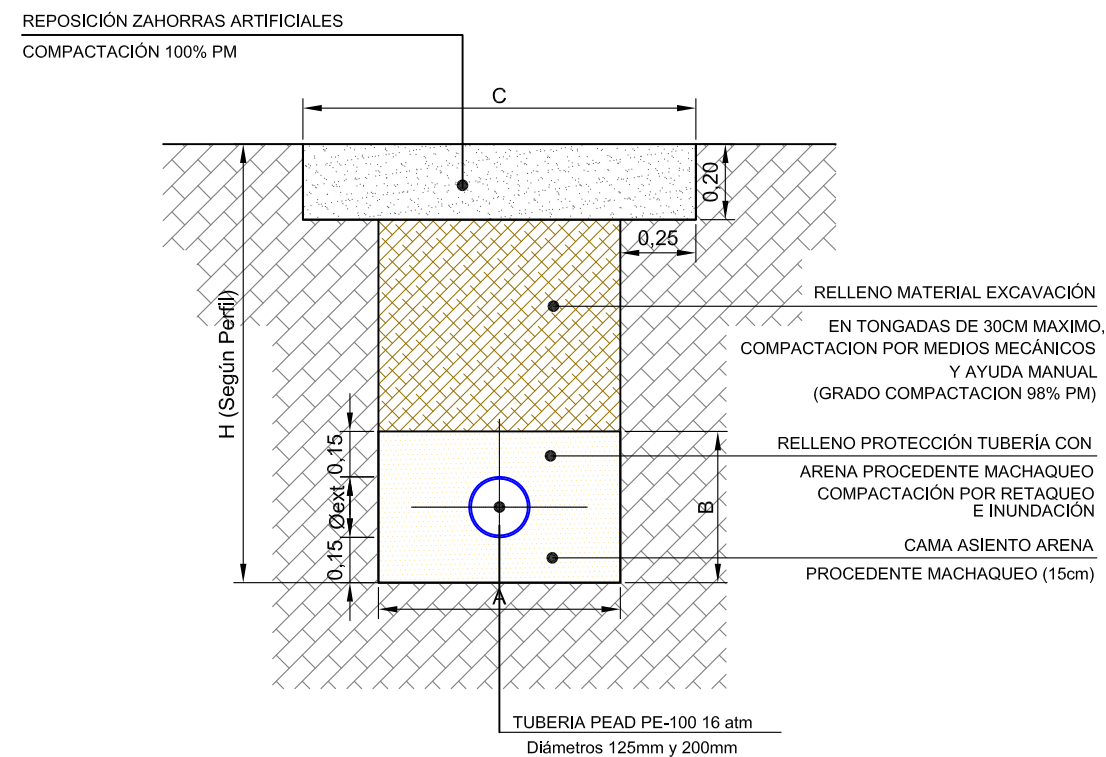 REPOSICIÓN ZAHORRAS ARTIFICIALES
COMPACTACIÓN 100% PM
C
0,20
0,25
H (Según Perfil)
RELLENO MATERIAL EXCAVACIÓN
EN TONGADAS DE 30CM MAXIMO,
COMPACTACION POR MEDIOS MECÁNICOS
Y AYUDA MANUAL
(GRADO COMPACTACION 98% PM)
0,15
Øext
0,15
B
RELLENO PROTECCIÓN TUBERÍA CON
ARENA PROCEDENTE MACHAQUEO
COMPACTACIÓN POR RETAQUEO
E INUNDACIÓN
CAMA ASIENTO ARENA
PROCEDENTE MACHAQUEO (15cm)
A
TUBERIA PEAD PE-100 16 atm
Diámetros 125mm y 200mm